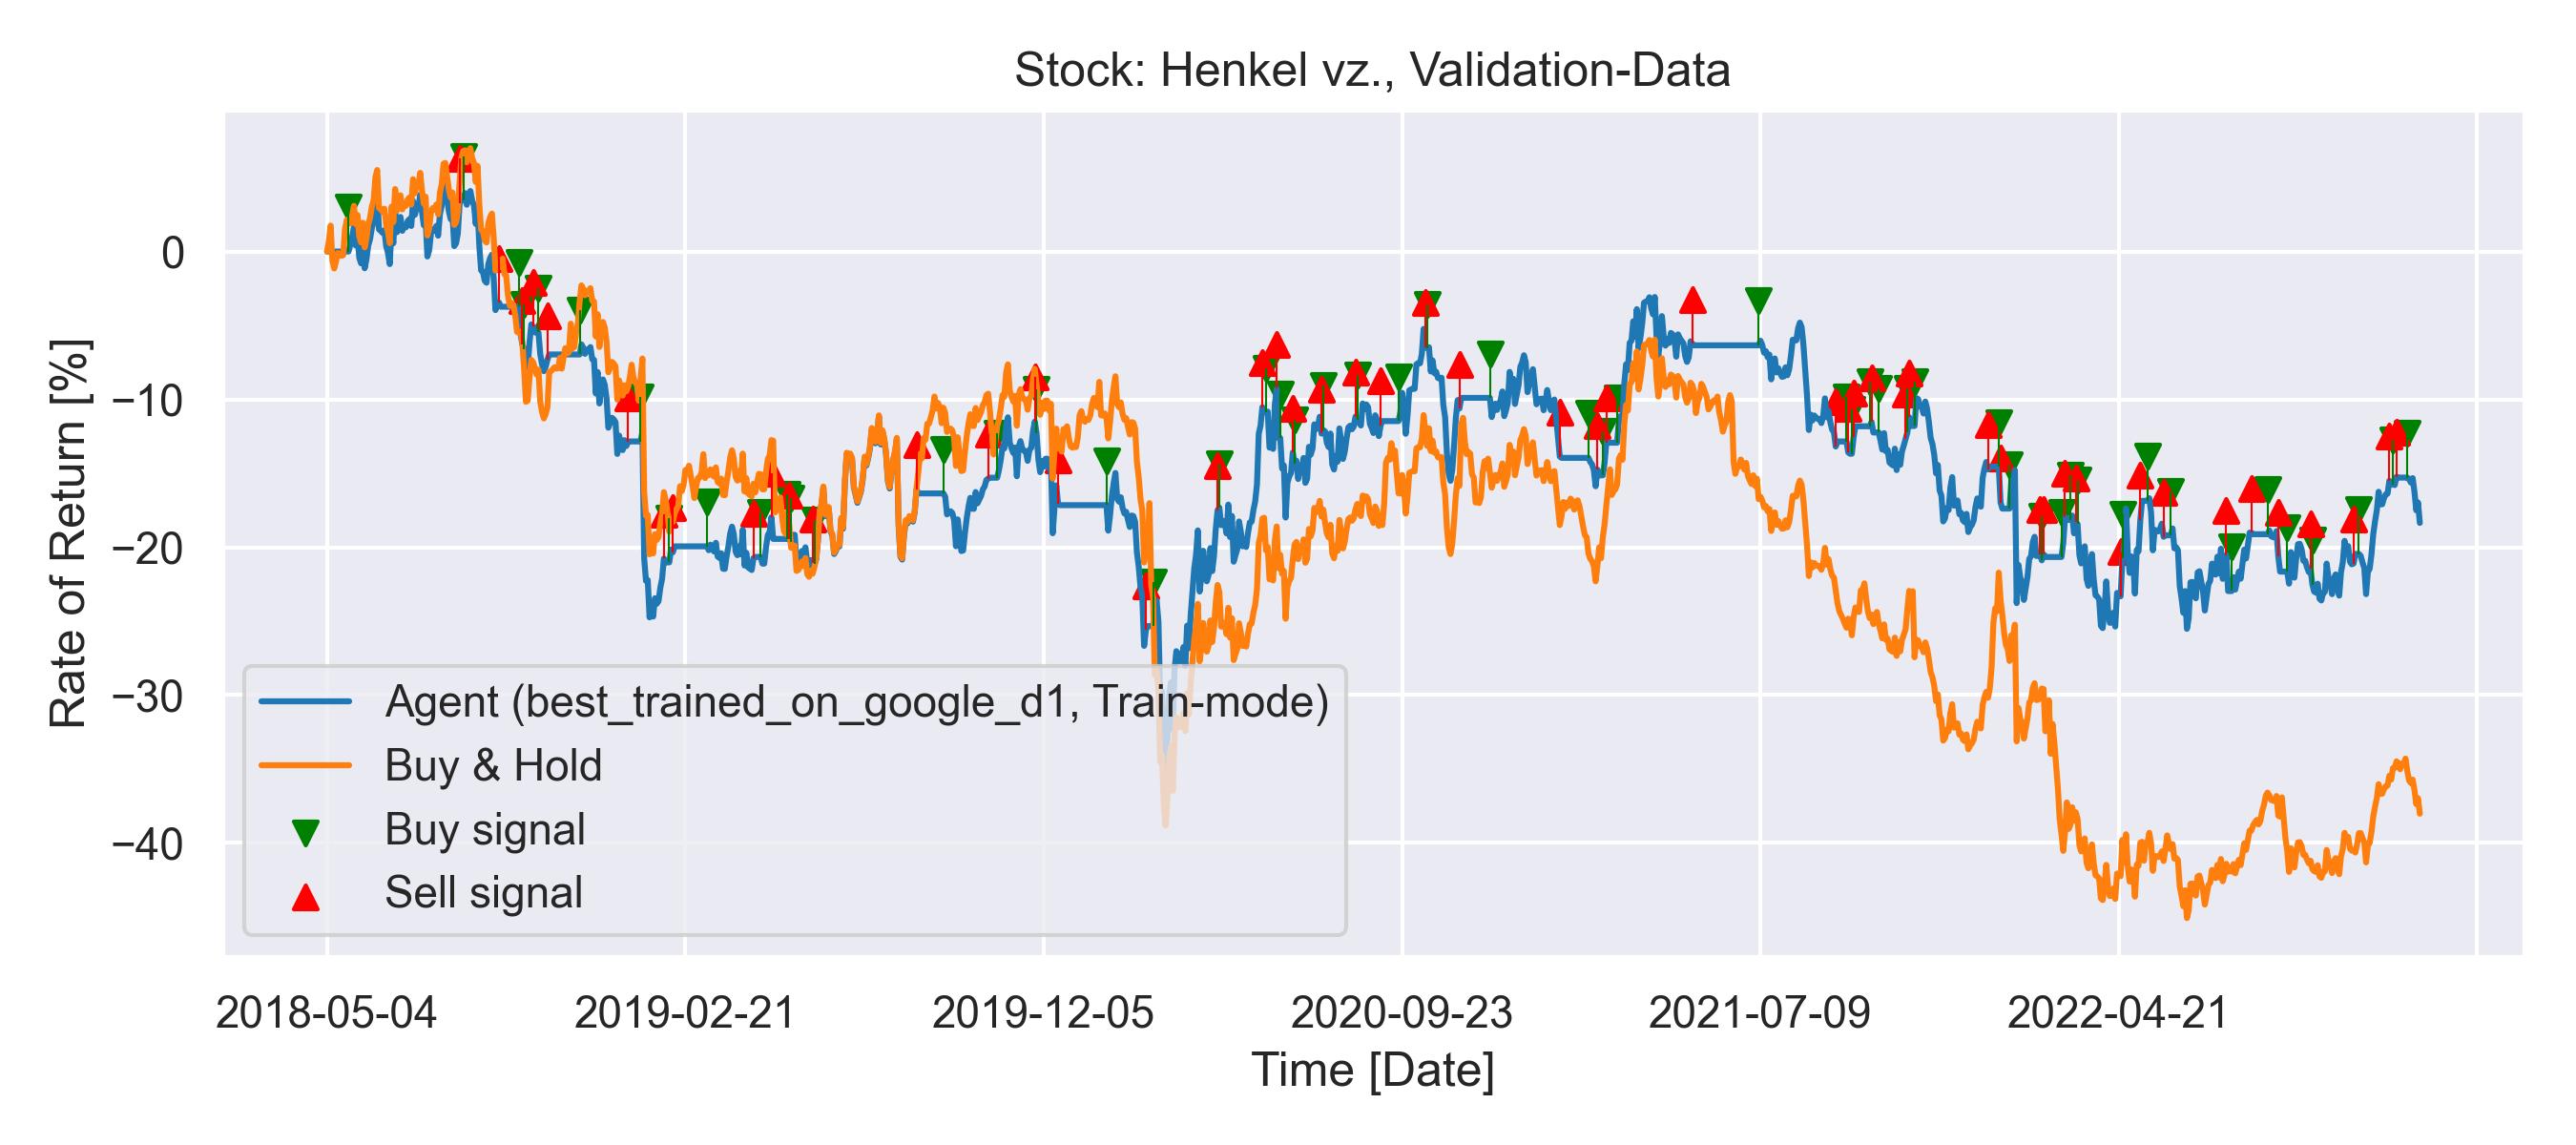 Stock: Henkel vz., Validation-Data
Rate of Return [%]
0
−10
−20
−30
−40
Agent (best_trained_on_google_d1, Train-mode)
Buy & Hold
Buy signal
Sell signal
2018-05-04 2019-02-21 2019-12-05 2020-09-23 2021-07-09 2022-04-21
Time [Date]